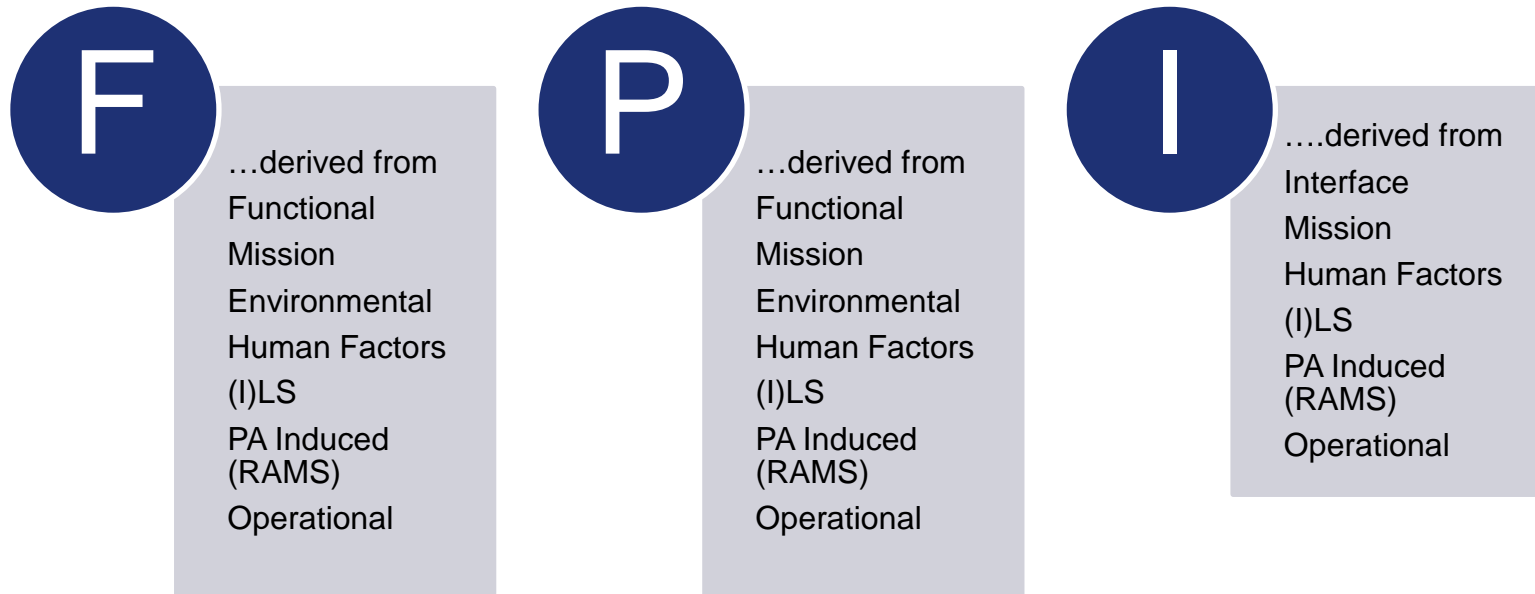 F
…derived from
Functional
Mission
Environmental
Human Factors
(I)LS
PA Induced
(RAMS)
Operational
P
…derived from
Functional
Mission
Environmental
Human Factors
(I)LS
PA Induced
(RAMS)
Operational
I
….derived from
Interface
Mission
Human Factors
(I)LS
PA Induced
(RAMS)
Operational